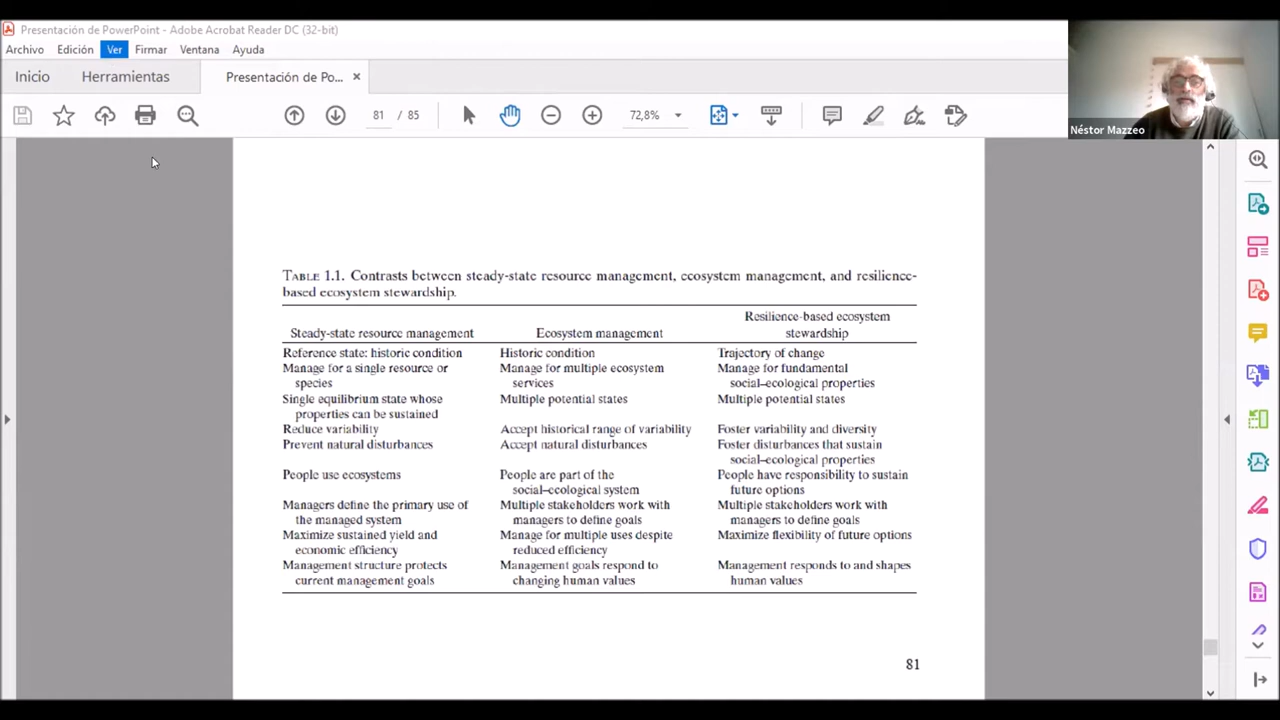 Presentación de PowerPoint - Adobe Acrobat Reader DC (32-bit)
Archivo Edición Ver Firmar Ventana Ayuda
Inicio Herramientas Presentación de Po... ×
81 / 85 72,8%
Néstor Mazzeo
TABLE 1.1. Contrasts between steady-state resource management, ecosystem management, and resilience-
based ecosystem stewardship.
Steady-state resource management Ecosystem management Resilience-based ecosystem
stewardship
Reference state: historic condition Historic condition Trajectory of change
Manage for a single resource or Manage for multiple ecosystem Manage for fundamental
species services social–ecological properties
Single equilibrium state whose Multiple potential states Multiple potential states
properties can be sustained
Reduce variability Accept historical range of variability Foster variability and diversity
Prevent natural disturbances Accept natural disturbances Foster disturbances that sustain
social–ecological properties
People use ecosystems People are part of the People have responsibility to sustain
social–ecological system future options
Managers define the primary use of Multiple stakeholders work with Multiple stakeholders work with
the managed system managers to define goals managers to define goals
Maximize sustained yield and Manage for multiple uses despite Maximize flexibility of future options
economic efficiency reduced efficiency
Management structure protects Management goals respond to Management responds to and shapes
current management goals changing human values human values
81